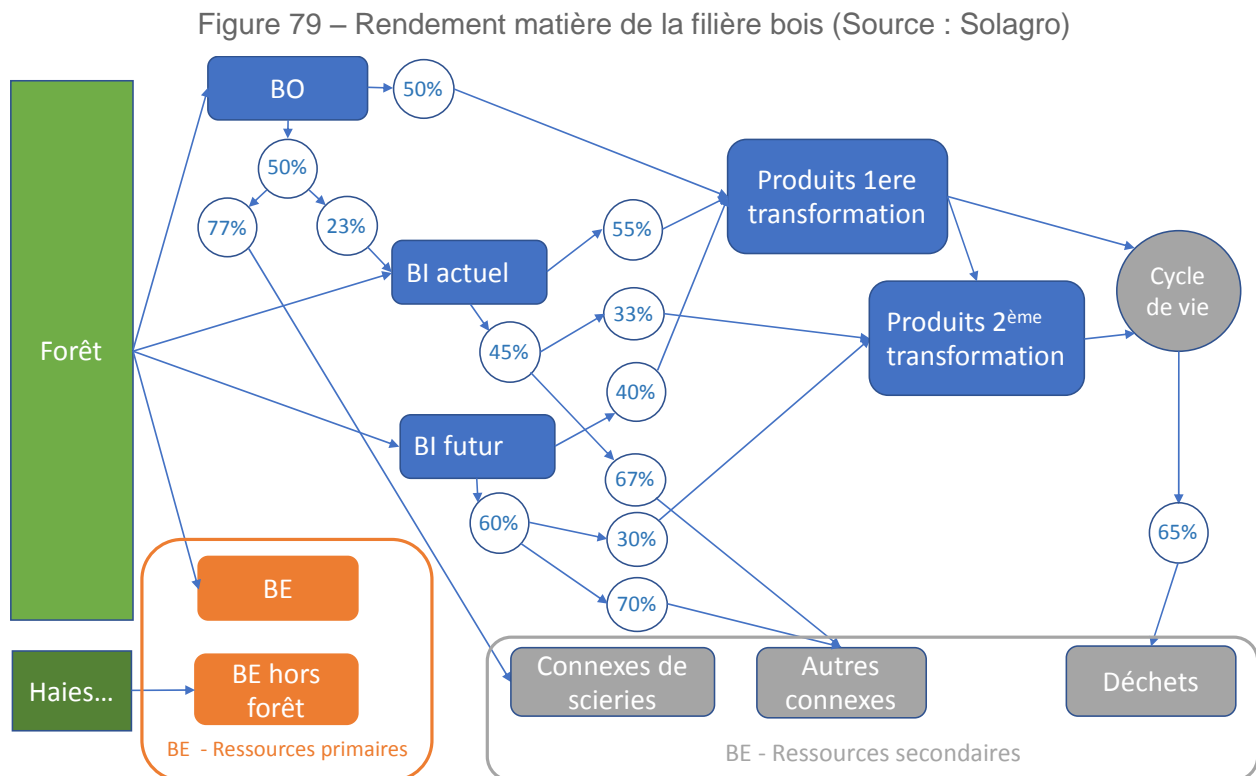 Figure 79 – Rendement matière de la filière bois (Source : Solagro)
BO
50%
50%
77%
23%
Produits 1ere
transformation
55%
BI actuel
Cycle
de vie
33%
Produits 2ème
transformation
45%
Forêt
40%
BI futur
67%
60%
30%
65%
BE
70%
Haies...
BE hors
forêt
Connexes de
scieries
Autres
connexes
Déchets
BE - Ressources primaires
BE - Ressources secondaires